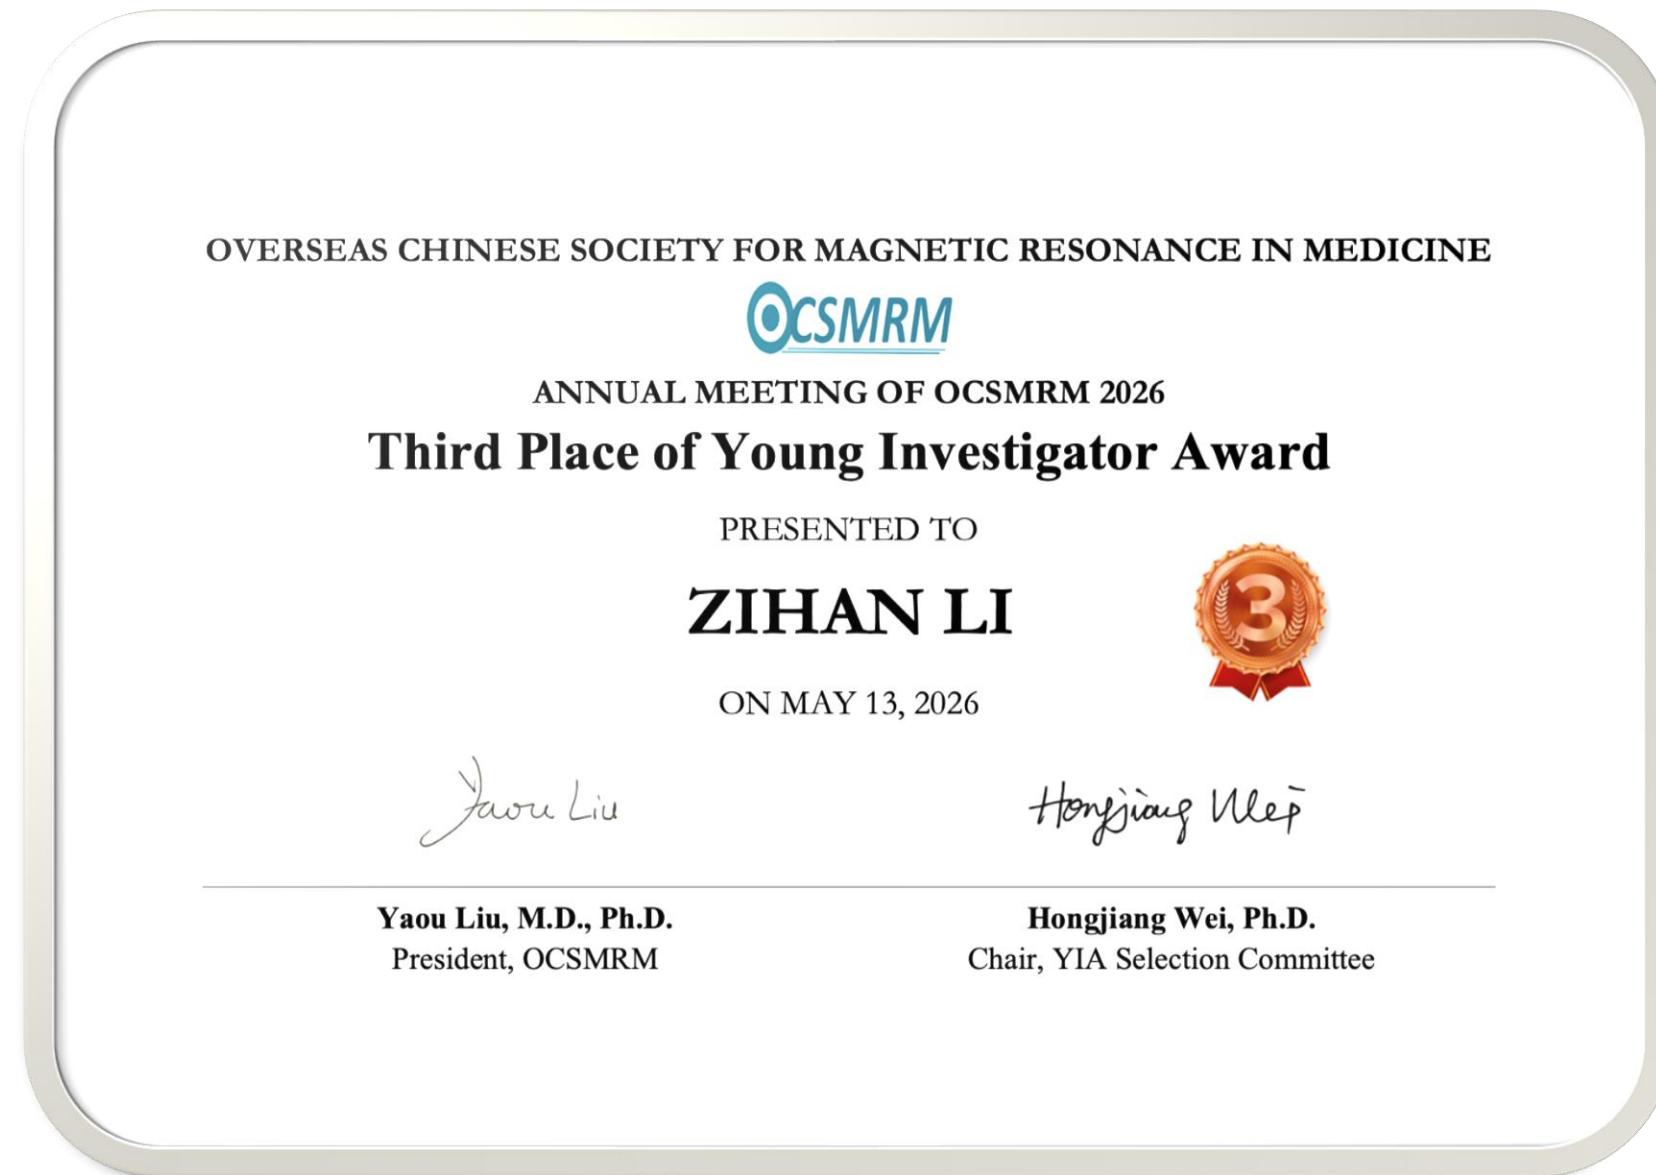 OVERSEAS CHINESE SOCIETY FOR MAGNETIC RESONANCE IN MEDICINE
OCSMRM
ANNUAL MEETING OF OCSMRM 2026
Third Place of Young Investigator Award
PRESENTED TO
ZIHAN LI
3
ON MAY 13, 2026
Yaou Liu
Hongjiang Wei
Yaou Liu, M.D., Ph.D.
President, OCSMRM
Hongjiang Wei, Ph.D.
Chair, YIA Selection Committee